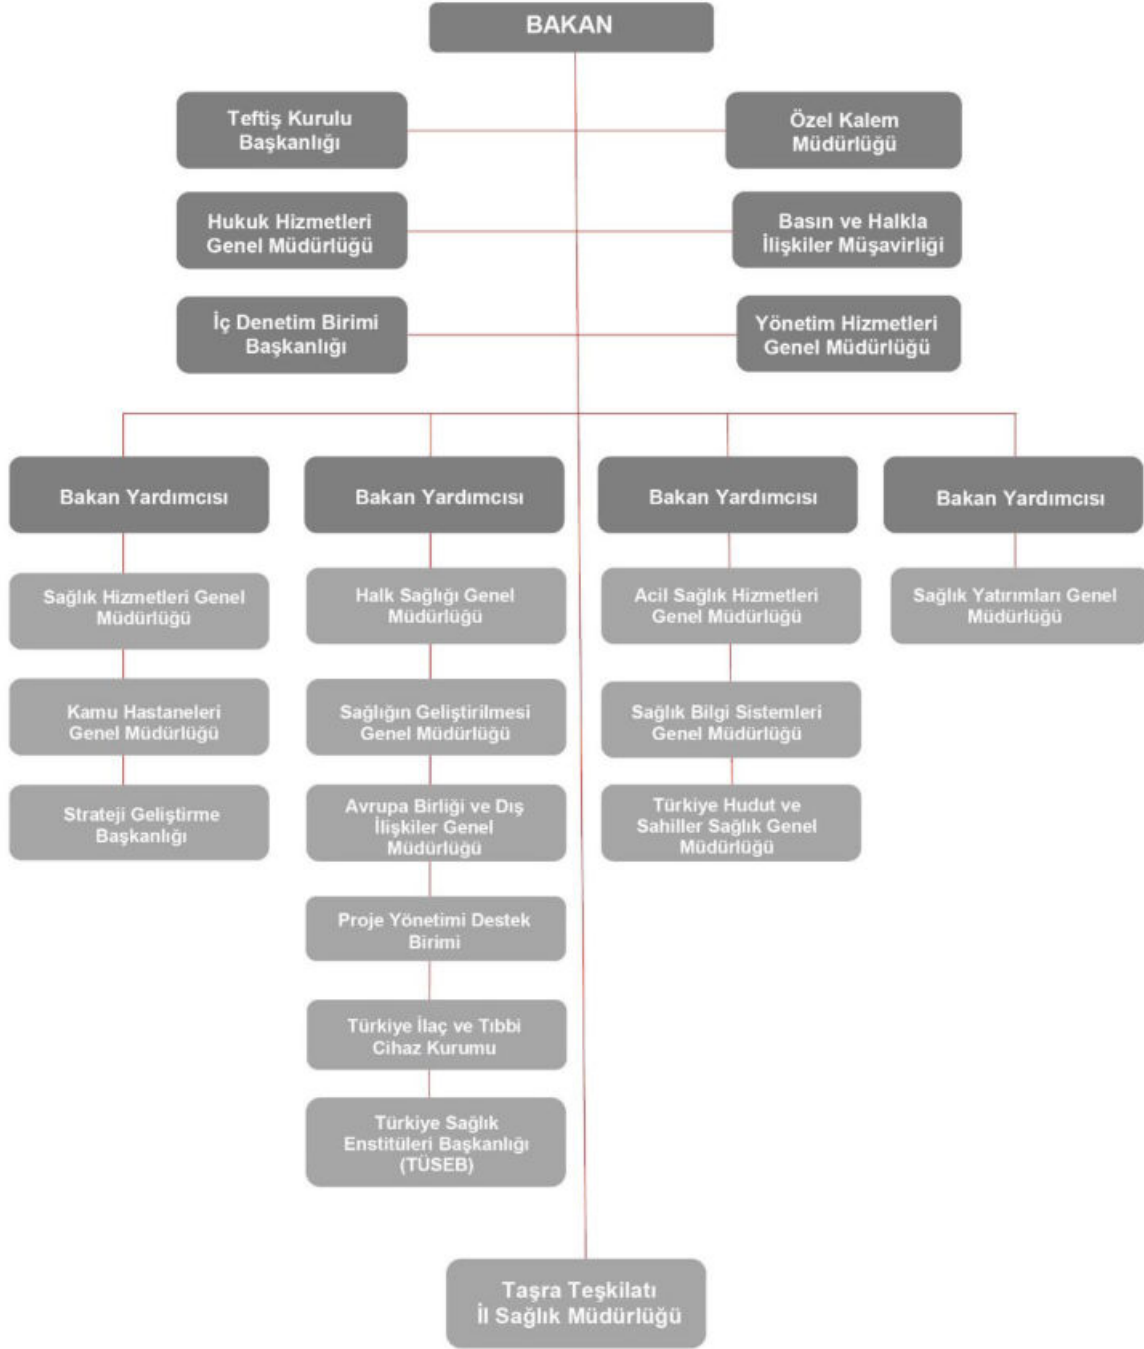 BAKAN
Teftiş Kurulu
Başkanlığı
Özel Kalem
Müdürlüğü
Hukuk Hizmetleri
Genel Müdürlüğü
Basın ve Halkla
İlişkiler Müşavirliği
İç Denetim Birimi
Başkanlığı
Yönetim Hizmetleri
Genel Müdürlüğü
Bakan Yardımcısı
Bakan Yardımcısı
Bakan Yardımcısı
Bakan Yardımcısı
Sağlık Hizmetleri Genel
Müdürlüğü
Halk Sağlığı Genel
Müdürlüğü
Acil Sağlık Hizmetleri
Genel Müdürlüğü
Sağlık Yatırımları Genel
Müdürlüğü
Kamu Hastaneleri
Genel Müdürlüğü
Sağlığın Geliştirilmesi
Genel Müdürlüğü
Sağlık Bilgi Sistemleri
Genel Müdürlüğü
Strateji Geliştirme
Başkanlığı
Avrupa Birliği ve Dış
İlişkiler Genel
Müdürlüğü
Türkiye Hudut ve
Sahiller Sağlık Genel
Müdürlüğü
Proje Yönetimi Destek
Birimi
Türkiye İlaç ve Tıbbi
Cihaz Kurumu
Türkiye Sağlık
Enstitüleri Başkanlığı
(TÜSEB)
Taşra Teşkilatı
İl Sağlık Müdürlüğü